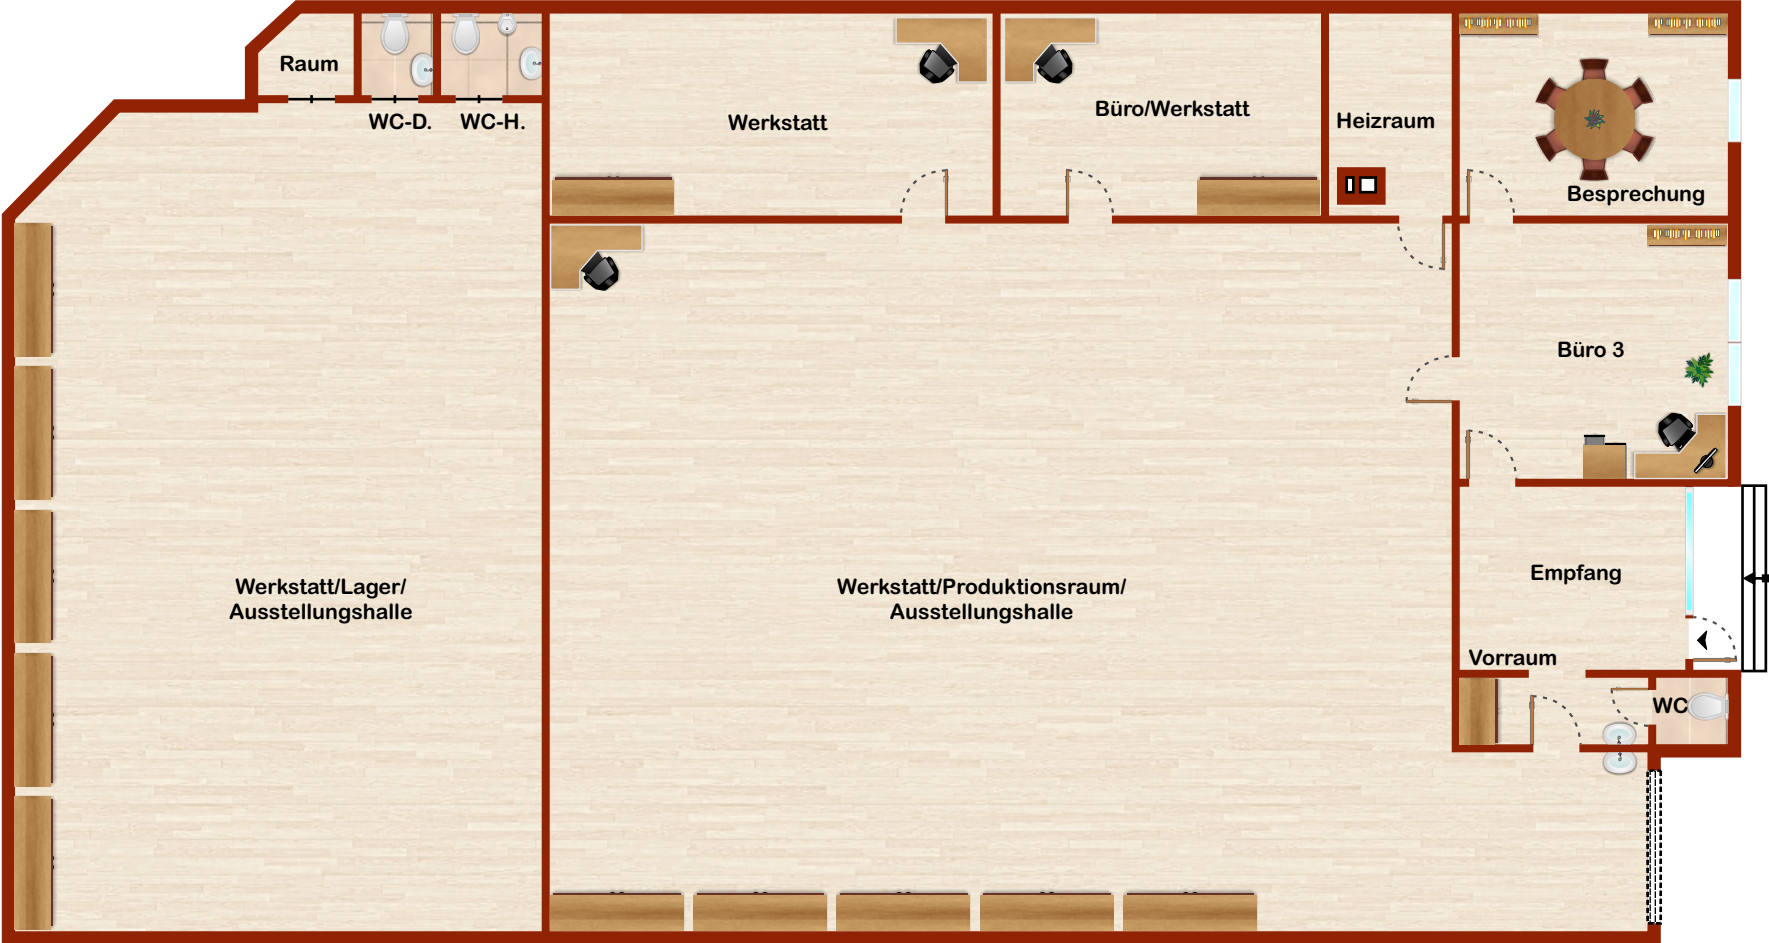 Raum
WC-D.
WC-H.
Werkstatt
Büro/Werkstatt
Heizraum
Besprechung
Büro 3
Werkstatt/Lager/
Ausstellungshalle
Werkstatt/Produktionsraum/
Ausstellungshalle
Empfang
Vorraum
WC